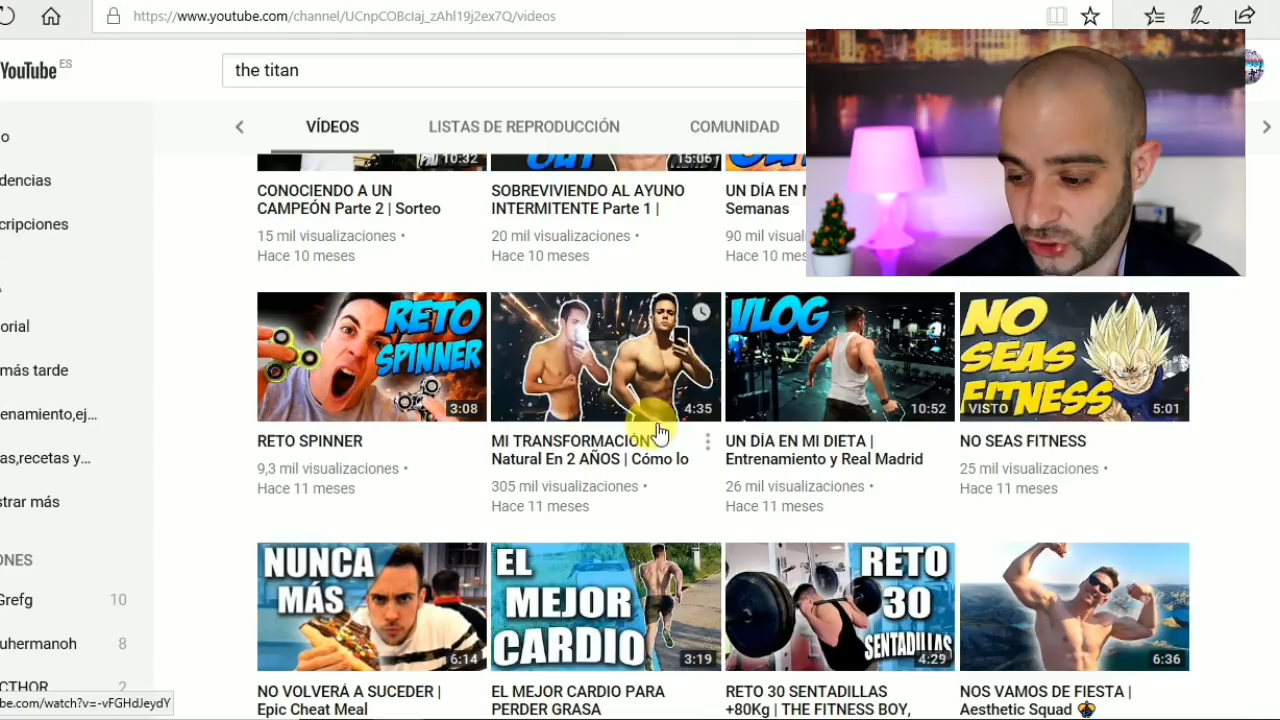 https://www.youtube.com/channel/UCnpCOBcIaj_zAhl19j2ex7Q/videos
YouTube ES
the titan
VÍDEOS
LISTAS DE REPRODUCCIÓN
COMUNIDAD
o
dencias
cripciones
orial
más tarde
enamiento,ej...
as,recetas y...
strar más
ONES
Grefg 10
uhermanoh 8
CTHOR 2
10:32
15:06
CONOCIENDO A UN
CAMPEÓN Parte 2 | Sorteo
15 mil visualizaciones •
Hace 10 meses
SOBREVIVIENDO AL AYUNO
INTERMITENTE Parte 1 |
20 mil visualizaciones •
Hace 10 meses
UN DÍA EN M
Semanas
90 mil visua
Hace 10 mes
RETO
SPINNER
3:08
RETO SPINNER
9,3 mil visualizaciones •
Hace 11 meses
4:35
MI TRANSFORMACIÓN
Natural En 2 AÑOS | Cómo lo
305 mil visualizaciones •
Hace 11 meses
VLOG
10:52
UN DÍA EN MI DIETA |
Entrenamiento y Real Madrid
26 mil visualizaciones •
Hace 11 meses
NO
SEAS
FITNESS
VISTO
5:01
NO SEAS FITNESS
25 mil visualizaciones •
Hace 11 meses
NUNCA
MÁS
6:14
NO VOLVERÁ A SUCEDER |
Epic Cheat Meal
EL
MEJOR
CARDIO
3:19
EL MEJOR CARDIO PARA
PERDER GRASA
RETO
30
SENTADILLAS
4:29
RETO 30 SENTADILLAS
+80Kg | THE FITNESS BOY,
6:36
NOS VAMOS DE FIESTA |
Aesthetic Squad
be.com/watch?v=-vFGHdJeydY